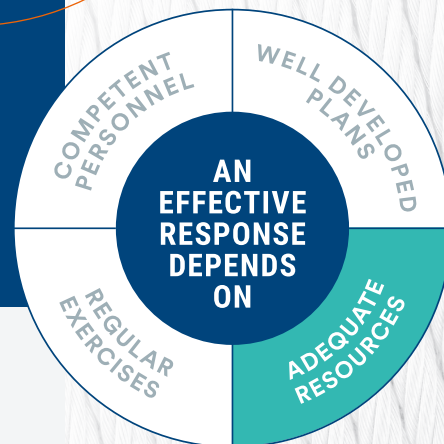 COMPETENT
PERSONNEL
WELL DEVELOPED
PLANS
AN
EFFECTIVE
RESPONSE
DEPENDS
ON
REGULAR
EXERCISES
ADEQUATE
RESOURCES